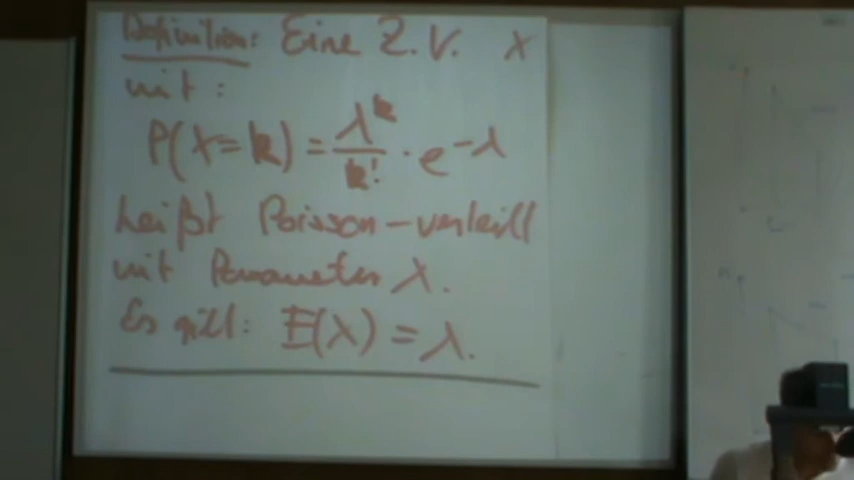 Definition: Eine Z.V. X
mit:
P(X=k) = λ^k/k! · e^-λ
heißt Poisson-verteilt
mit Parameter λ.
Es gilt: E(λ) = λ.